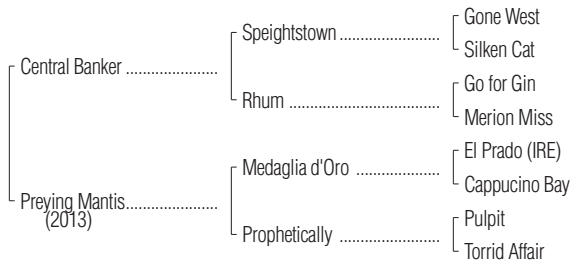 Gone West
Speightstown
Silken Cat
Central Banker
Go for Gin
Rhum
Merion Miss
El Prado (IRE)
Medaglia d'Oro
Cappucino Bay
Preying Mantis
(2013)
Pulpit
Prophetically
Torrid Affair